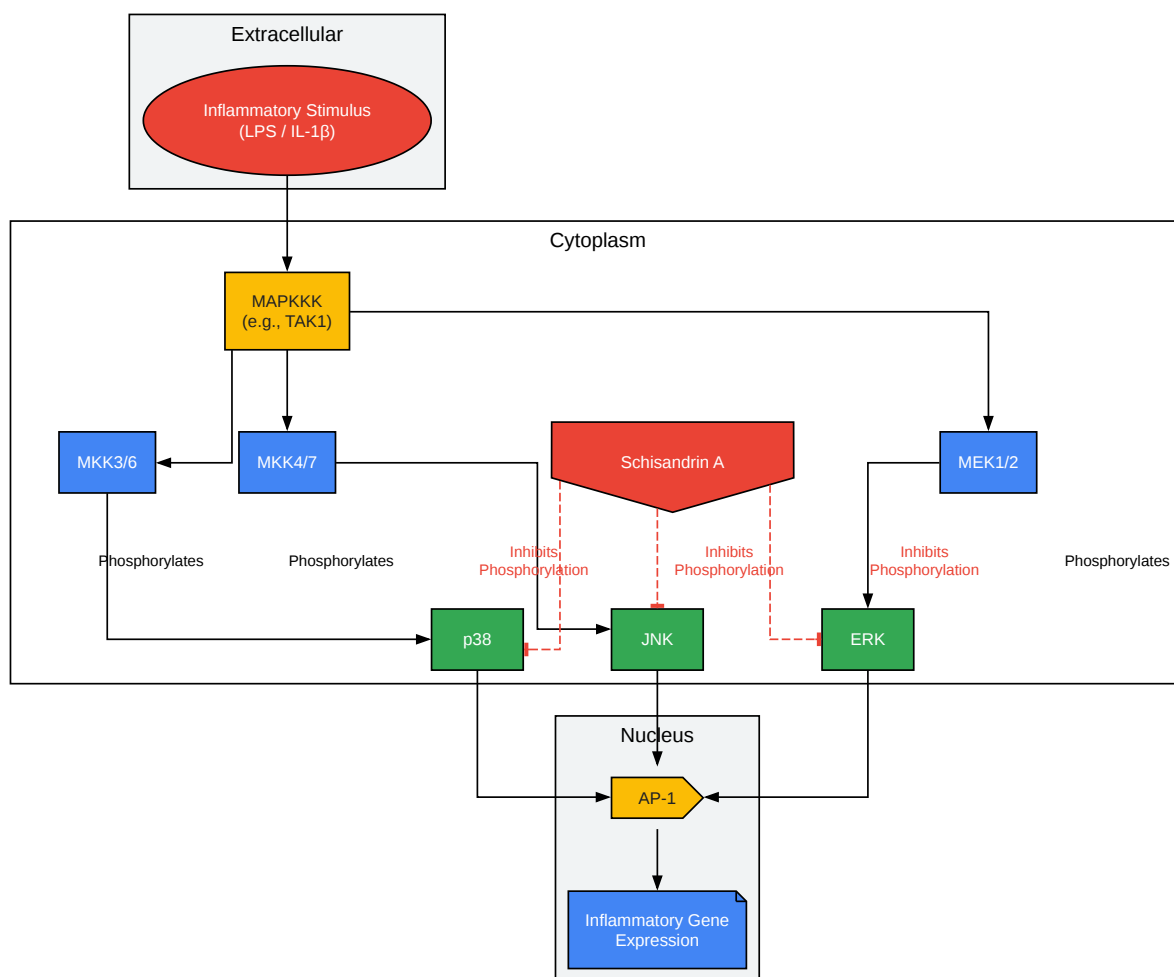 Extracellular
Inflammatory Stimulus
(LPS / IL-1β)
Cytoplasm
MAPKKK
(e.g., TAK1)
MKK3/6
MKK4/7
Schisandrin A
MEK1/2
Phosphorylates
Phosphorylates
Inhibits
Phosphorylation
Inhibits
Phosphorylation
Inhibits
Phosphorylation
Phosphorylates
p38
JNK
ERK
Nucleus
AP-1
Inflammatory Gene
Expression